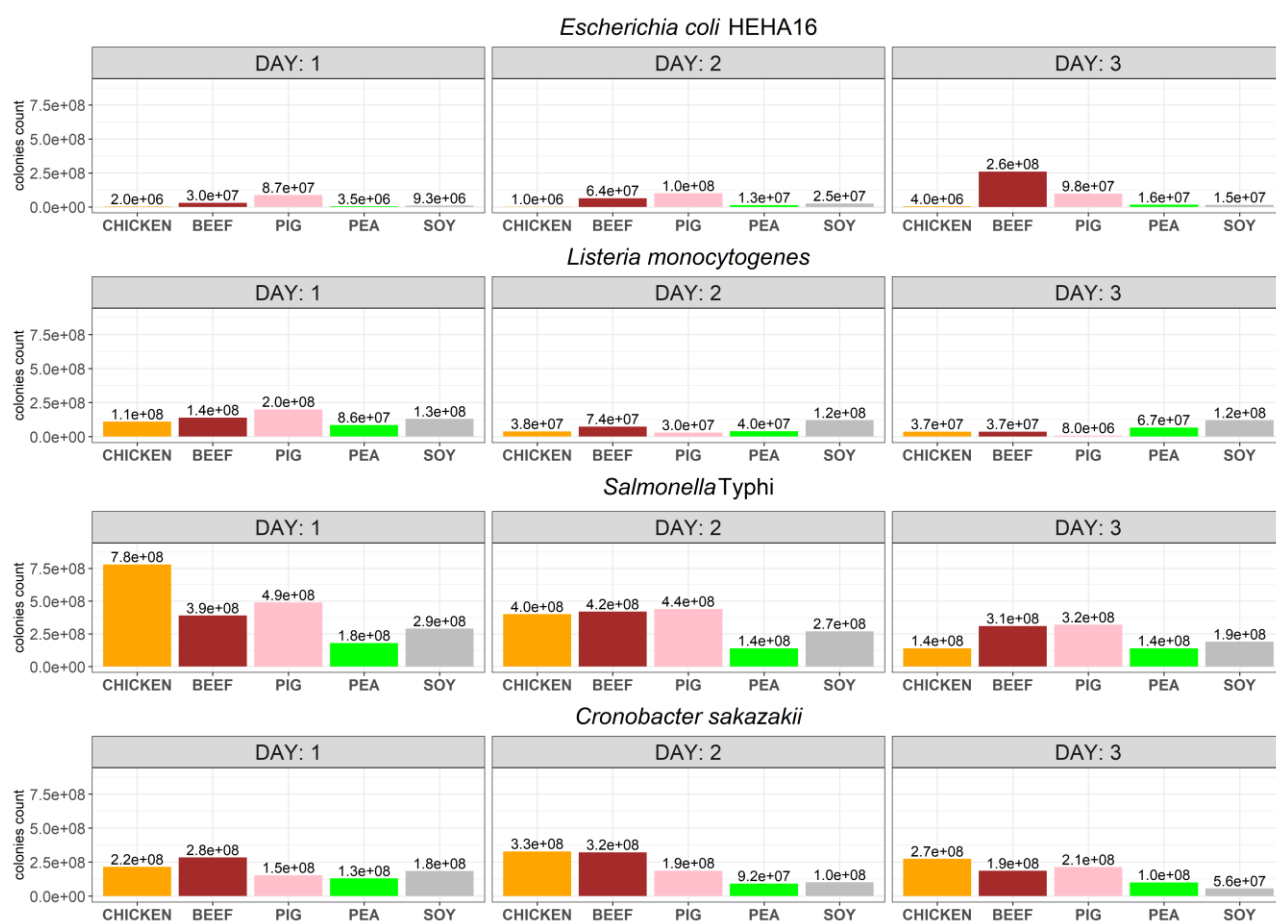 Escherichia coli HEHA16
DAY: 1 DAY: 2 DAY: 3
colonies count
7.5e+08
5.0e+08
2.5e+08
0.0e+00
2.0e+06 3.0e+07 8.7e+07 3.5e+06 9.3e+06 1.0e+06 6.4e+07 1.0e+08 1.3e+07 2.5e+07 4.0e+06 2.6e+08 9.8e+07 1.6e+07 1.5e+07
CHICKEN BEEF PIG PEA SOY CHICKEN BEEF PIG PEA SOY CHICKEN BEEF PIG PEA SOY
Listeria monocytogenes
DAY: 1 DAY: 2 DAY: 3
colonies count
7.5e+08
5.0e+08
2.5e+08
0.0e+00
1.1e+08 1.4e+08 2.0e+08 8.6e+07 1.3e+08 3.8e+07 7.4e+07 3.0e+07 4.0e+07 1.2e+08 3.7e+07 3.7e+07 8.0e+06 6.7e+07 1.2e+08
CHICKEN BEEF PIG PEA SOY CHICKEN BEEF PIG PEA SOY CHICKEN BEEF PIG PEA SOY
Salmonella Typhi
DAY: 1 DAY: 2 DAY: 3
colonies count
7.5e+08
5.0e+08
2.5e+08
0.0e+00
7.8e+08 3.9e+08 4.9e+08 1.8e+08 2.9e+08 4.0e+08 4.2e+08 4.4e+08 1.4e+08 2.7e+08 1.4e+08 3.1e+08 3.2e+08 1.4e+08 1.9e+08
CHICKEN BEEF PIG PEA SOY CHICKEN BEEF PIG PEA SOY CHICKEN BEEF PIG PEA SOY
Cronobacter sakazakii
DAY: 1 DAY: 2 DAY: 3
colonies count
7.5e+08
5.0e+08
2.5e+08
0.0e+00
2.2e+08 2.8e+08 1.5e+08 1.3e+08 1.8e+08 3.3e+08 3.2e+08 1.9e+08 9.2e+07 1.0e+08 2.7e+08 1.9e+08 2.1e+08 1.0e+08 5.6e+07
CHICKEN BEEF PIG PEA SOY CHICKEN BEEF PIG PEA SOY CHICKEN BEEF PIG PEA SOY